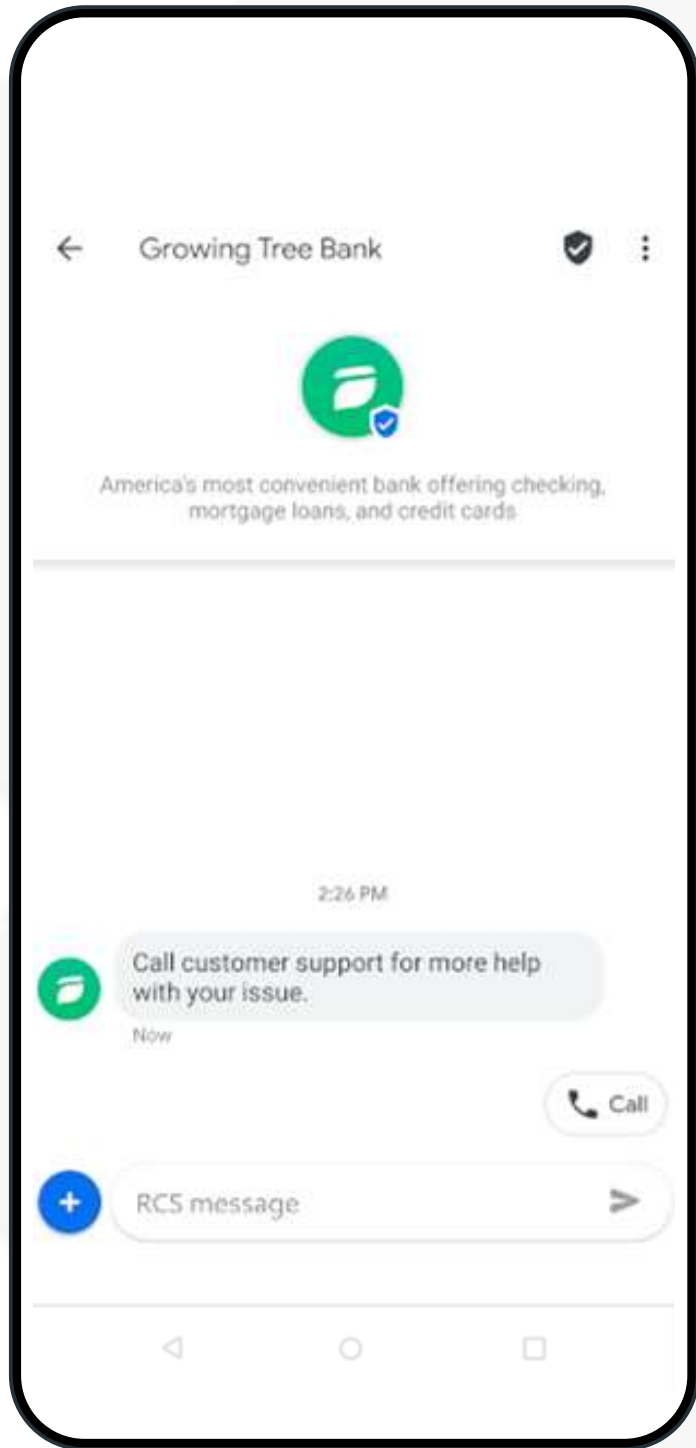 Growing Tree Bank
America's most convenient bank offering checking,
mortgage loans, and credit cards
2:26 PM
Call customer support for more help
with your issue.
Now
Call
RCS message